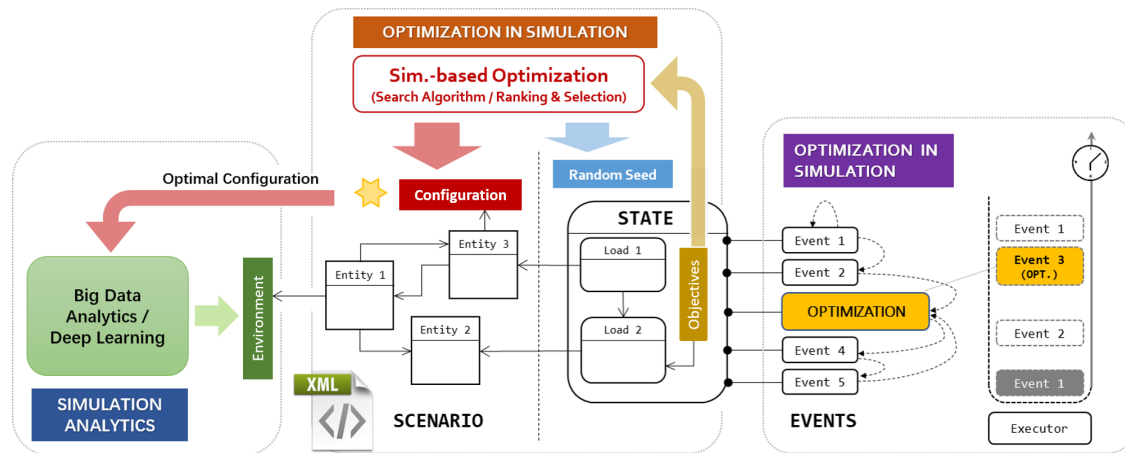 OPTIMIZATION IN SIMULATION
Sim.-based Optimization
(Search Algorithm / Ranking & Selection)
Optimal Configuration
Configuration
Random Seed
OPTIMIZATION IN
SIMULATION
STATE
Entity 3
Entity 1
Entity 2
Load 1
Load 2
Objectives
Environment
Big Data
Analytics /
Deep Learning
SIMULATION
ANALYTICS
XML
</>
SCENARIO
Event 1
Event 2
OPTIMIZATION
Event 4
Event 5
EVENTS
Event 1
Event 3
(OPT.)
Event 2
Event 1
Executor